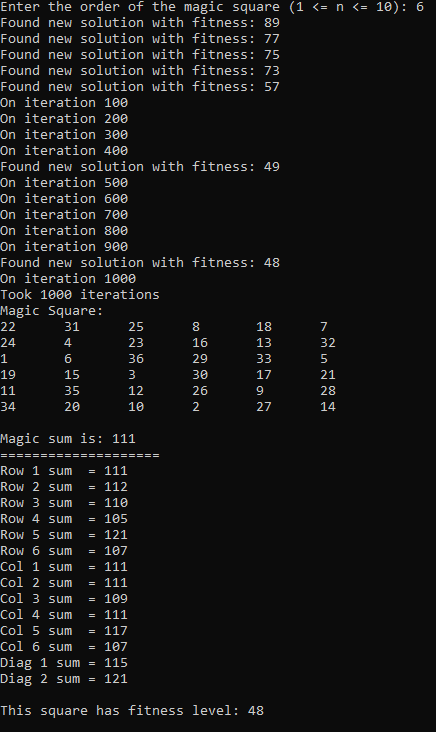 Enter the order of the magic square (1 <= n <= 10): 6
Found new solution with fitness: 89
Found new solution with fitness: 77
Found new solution with fitness: 75
Found new solution with fitness: 73
Found new solution with fitness: 57
On iteration 100
On iteration 200
On iteration 300
On iteration 400
Found new solution with fitness: 49
On iteration 500
On iteration 600
On iteration 700
On iteration 800
On iteration 900
Found new solution with fitness: 48
On iteration 1000
Took 1000 iterations
Magic Square:
22 31 25 8 18 7
24 4 23 16 13 32
1 6 36 29 33 5
19 15 3 30 17 21
11 35 12 26 9 28
34 20 10 2 27 14
Magic sum is: 111
====================
Row 1 sum  = 111
Row 2 sum  = 112
Row 3 sum  = 110
Row 4 sum  = 105
Row 5 sum  = 121
Row 6 sum  = 107
Col 1 sum  = 111
Col 2 sum  = 111
Col 3 sum  = 109
Col 4 sum  = 111
Col 5 sum  = 117
Col 6 sum  = 107
Diag 1 sum = 115
Diag 2 sum = 121
This square has fitness level: 48